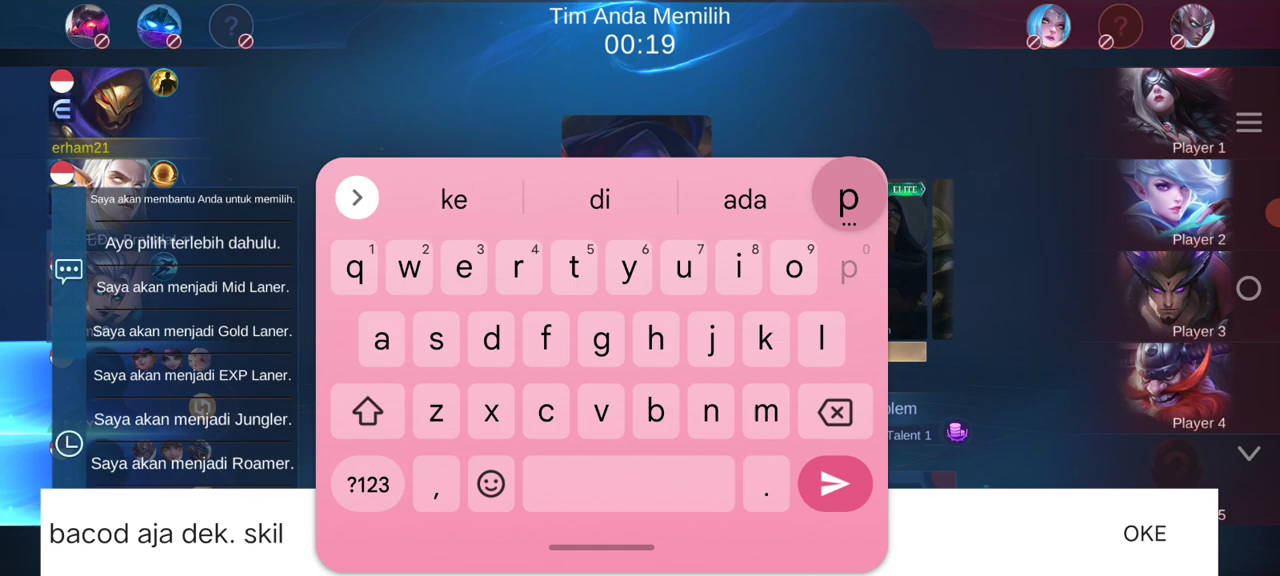 Tim Anda Memilih
00:19
erham21
Saya akan membantu Anda untuk memilih.
Ayo pilih terlebih dahulu.
Saya akan menjadi Mid Laner.
Saya akan menjadi Gold Laner.
Saya akan menjadi EXP Laner.
Saya akan menjadi Jungler.
Saya akan menjadi Roamer.
ELITE
Talent 1
Player 1
Player 2
Player 3
Player 4
5
ke di ada p
1 2 3 4 5 6 7 8 9 0
q w e r t y u i o p
a s d f g h j k l
z x c v b n m
?123 , .
bacod aja dek. skil
OKE